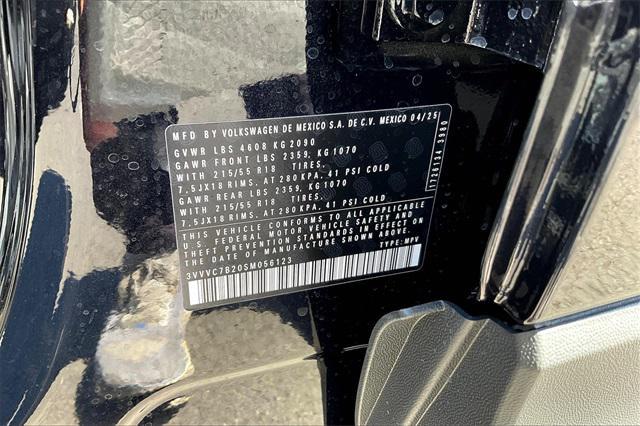 MFD BY VOLKSWAGEN DE MEXICO S.A. DE C.V. MEXICO 04/25
GVWR LBS 4608 KG 2090
GAWR FRONT LBS 2359, KG1070
WITH 215/55 R18 TIRES.
7.5JX18 RIMS. AT 280 KPA. 41 PSI COLD
GAWR REAR LBS 2359, KG1070
WITH 215/55 R18 TIRES.
7.5JX18 RIMS. AT 280 KPA. 41 PSI COLD
THIS VEHICLE CONFORMS TO ALL APPLICABLE
U.S. FEDERAL MOTOR VEHICLE SAFETY AND
THEFT PREVENTION STANDARDS IN EFFECT ON
THE DATE OF MANUFACTURE SHOWN ABOVE.
3VVVC7B20SM056123 TYPE: MPV
1726134 3980